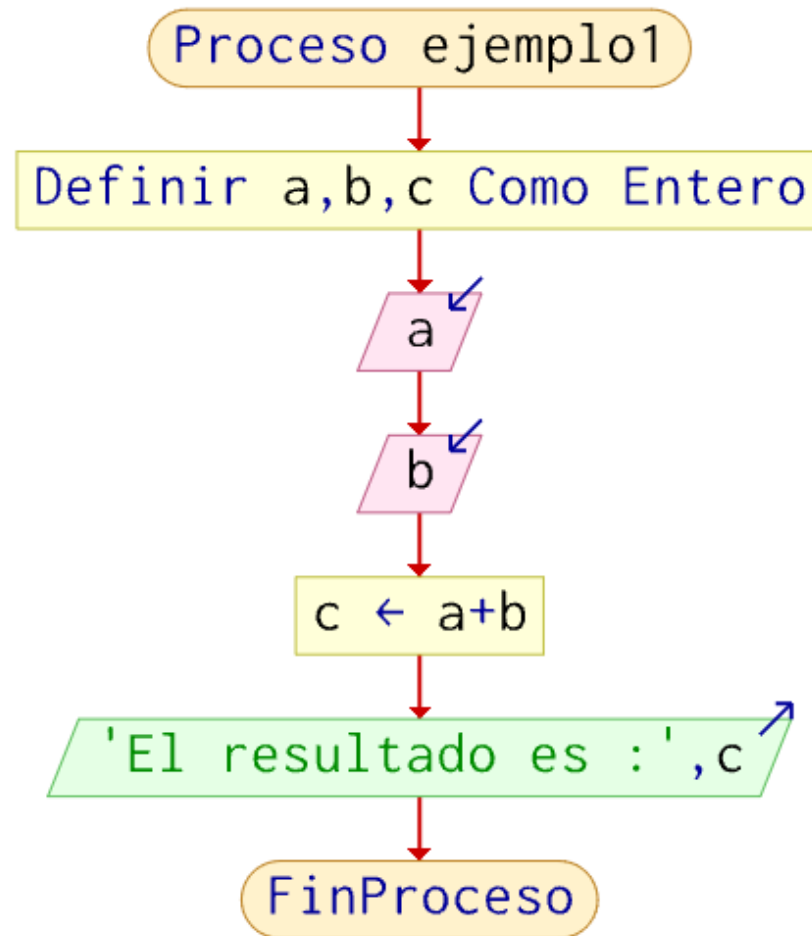 Proceso ejemplo1
Definir a,b,c Como Entero
a
b
c ← a+b
'El resultado es :',c
FinProceso